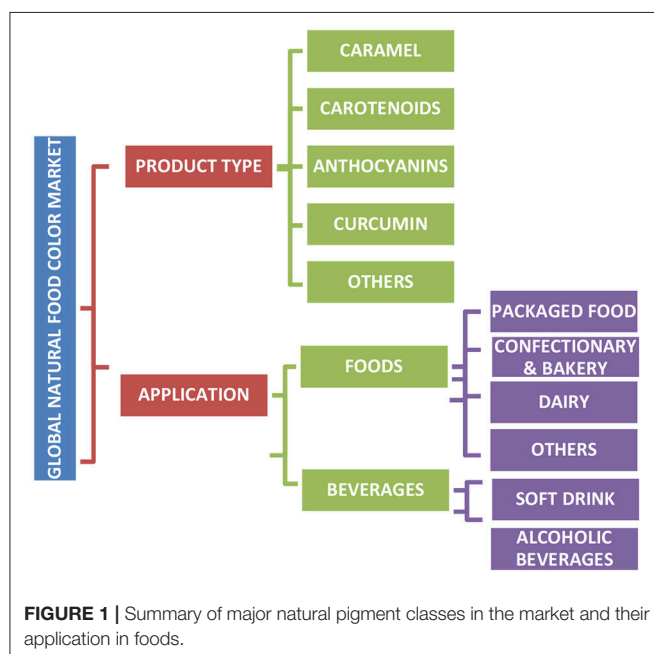 GLOBAL NATURAL FOOD COLOR MARKET
PRODUCT TYPE
CARAMEL
CAROTENOIDS
ANTHOCYANINS
CURCUMIN
OTHERS
APPLICATION
FOODS
PACKAGED FOOD
CONFECTIONARY
& BAKERY
DAIRY
OTHERS
BEVERAGES
SOFT DRINK
ALCOHOLIC
BEVERAGES
FIGURE 1 | Summary of major natural pigment classes in the market and their
application in foods.